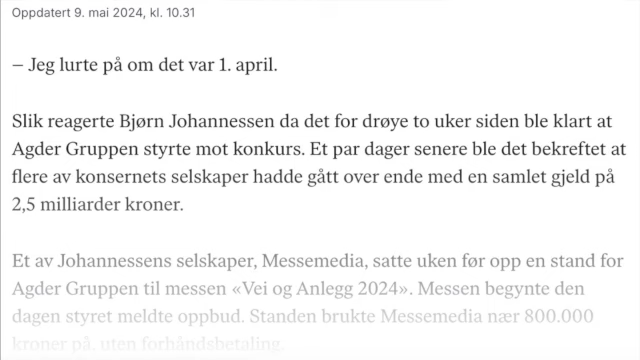 Oppdatert 9. mai 2024, kl. 10.31
– Jeg lurte på om det var 1. april.
Slik reagerte Bjørn Johannessen da det for drøye to uker siden ble klart at
Agder Gruppen styrte mot konkurs. Et par dager senere ble det bekreftet at
flere av konsernets selskaper hadde gått over ende med en samlet gjeld på
2,5 milliarder kroner.
Et av Johannessens selskaper, Messemedia, satte uken før opp en stand for
Agder Gruppen til messen «Vei og Anlegg 2024». Messen begynte den
dagen styret meldte oppbud. Standen brukte Messemedia nær 800.000
kroner på, uten forhåndsbetaling.